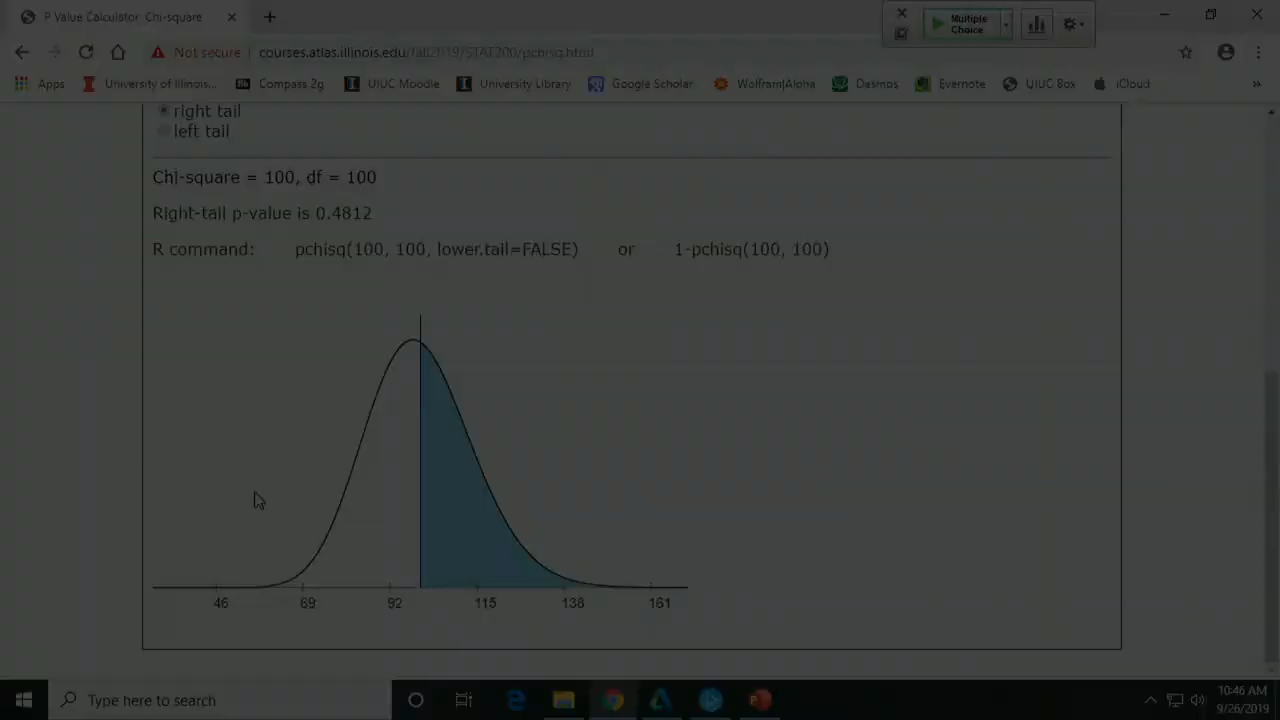 P Value Calculator, Chi-square
Multiple Choice
Not secure courses.atlas.illinois.edu/fall2019/STAT200/pchisq.html
Apps University of Illinois... Compass 2g UIUC Moodle University Library Google Scholar Wolfram|Alpha Desmos Evernote UIUC Box iCloud »
right tail
left tail
Chi-square = 100, df = 100
Right-tail p-value is 0.4812
R command: pchisq(100, 100, lower.tail=FALSE) or 1-pchisq(100, 100)
46 69 92 115 138 161
Type here to search
10:46 AM
9/26/2019